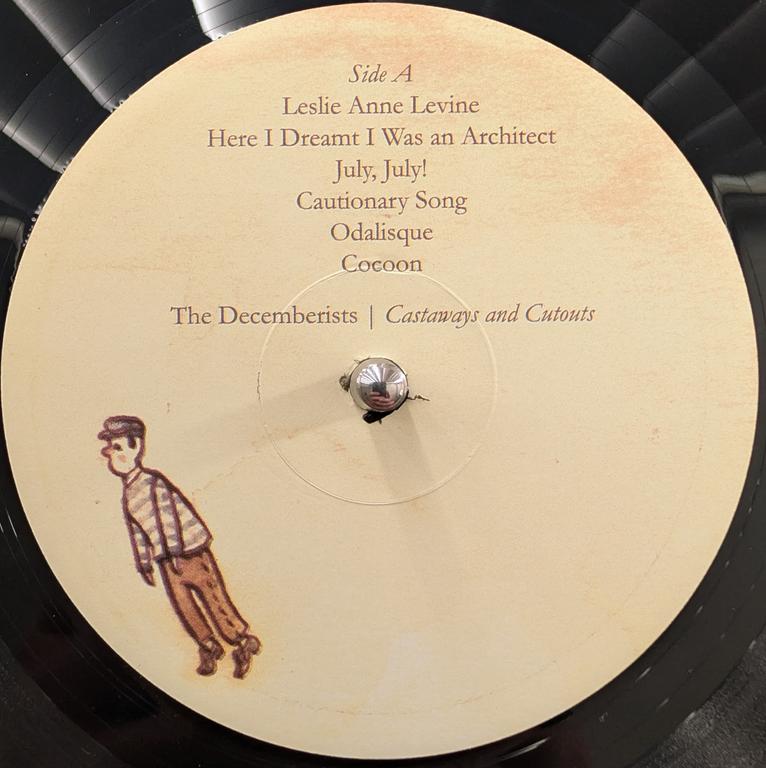 Side A
Leslie Anne Levine
Here I Dreamt I Was an Architect
July, July!
Cautionary Song
Odalisque
Cocoon
The Decemberists | Castaways and Cutouts